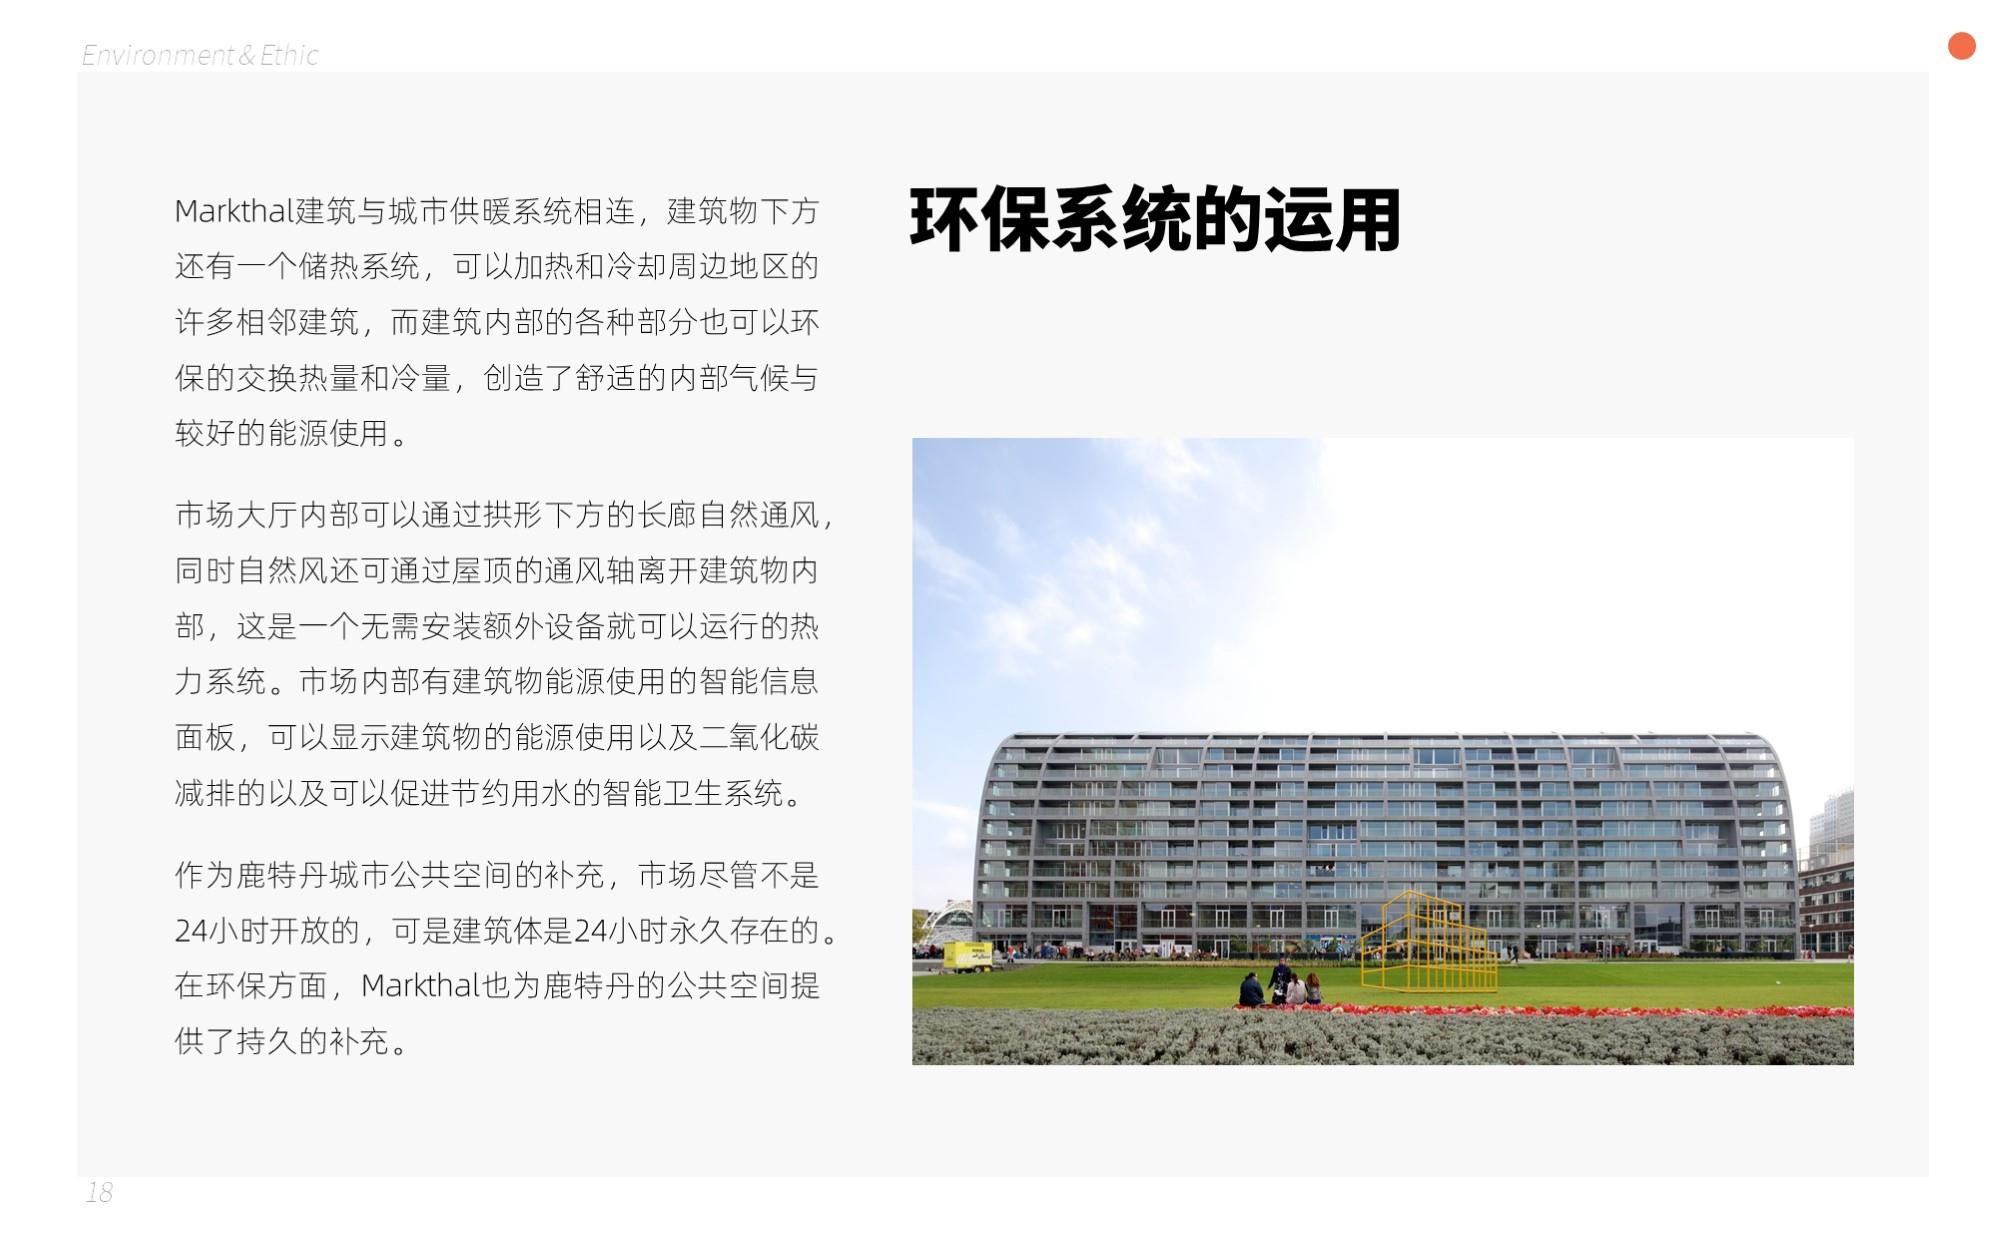 Environment & Ethic
环保系统的运用
Markthal建筑与城市供暖系统相连，建筑物下方
还有一个储热系统，可以加热和冷却周边地区的
许多相邻建筑，而建筑内部的各种部分也可以环
保的交换热量和冷量，创造了舒适的内部气候与
较好的能源使用。
市场大厅内部可以通过拱形下方的长廊自然通风，
同时自然风还可通过屋顶的通风轴离开建筑物内
部，这是一个无需安装额外设备就可以运行的热
力系统。市场内部有建筑物能源使用的智能信息
面板，可以显示建筑物的能源使用以及二氧化碳
减排的以及可以促进节约用水的智能卫生系统。
作为鹿特丹城市公共空间的补充，市场尽管不是
24小时开放的，可是建筑体是24小时永久存在的。
在环保方面，Markthal也为鹿特丹的公共空间提
供了持久的补充。
18